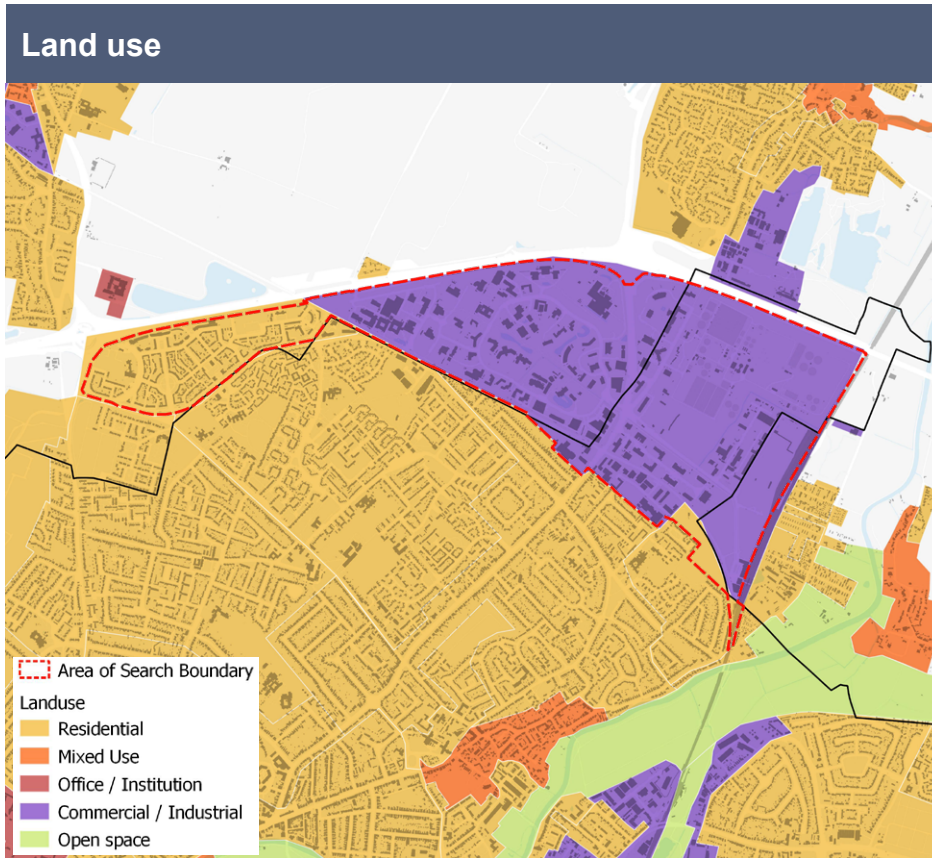 Land use
Area of Search Boundary
Landuse
Residential
Mixed Use
Office / Institution
Commercial / Industrial
Open space